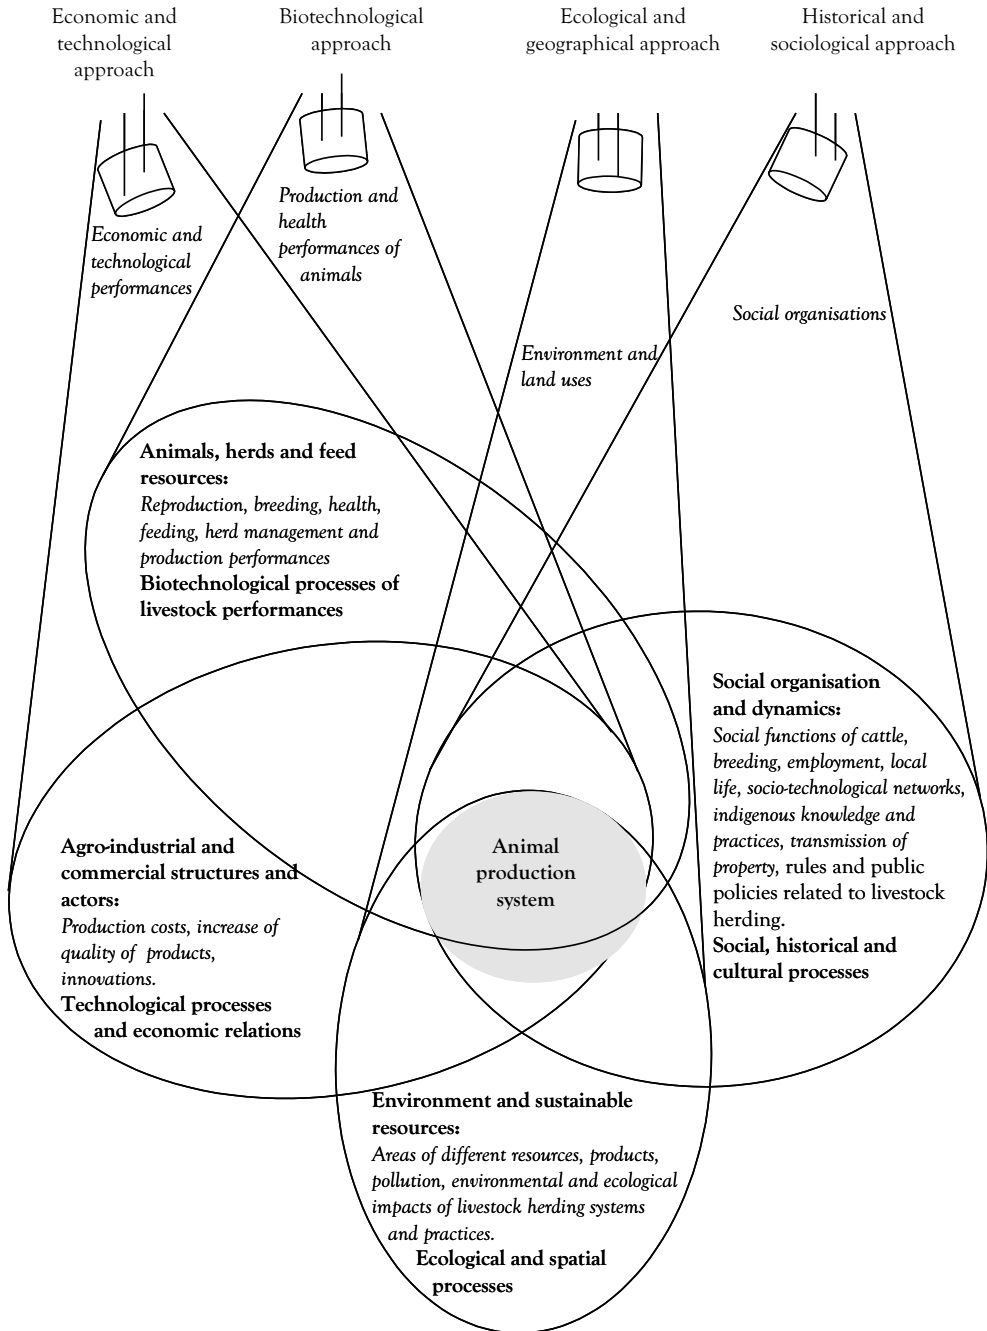 Economic and
technological
approach
Biotechnological
approach
Ecological and
geographical approach
Historical and
sociological approach
Economic and
technological
performances
Production and
health
performances of
animals
Environment and
land uses
Social organisations
Animals, herds and feed
resources:
Reproduction, breeding, health,
feeding, herd management and
production performances
Biotechnological processes of
livestock performances
Social organisation
and dynamics:
Social functions of cattle,
breeding, employment, local
life, socio-technological networks,
indigenous knowledge and
practices, transmission of
property, rules and public
policies related to livestock
herding.
Social, historical and
cultural processes
Agro-industrial and
commercial structures and
actors:
Production costs, increase of
quality of products,
innovations.
Technological processes
and economic relations
Animal
production
system
Environment and sustainable
resources:
Areas of different resources, products,
pollution, environmental and ecological
impacts of livestock herding systems
and practices.
Ecological and spatial
processes